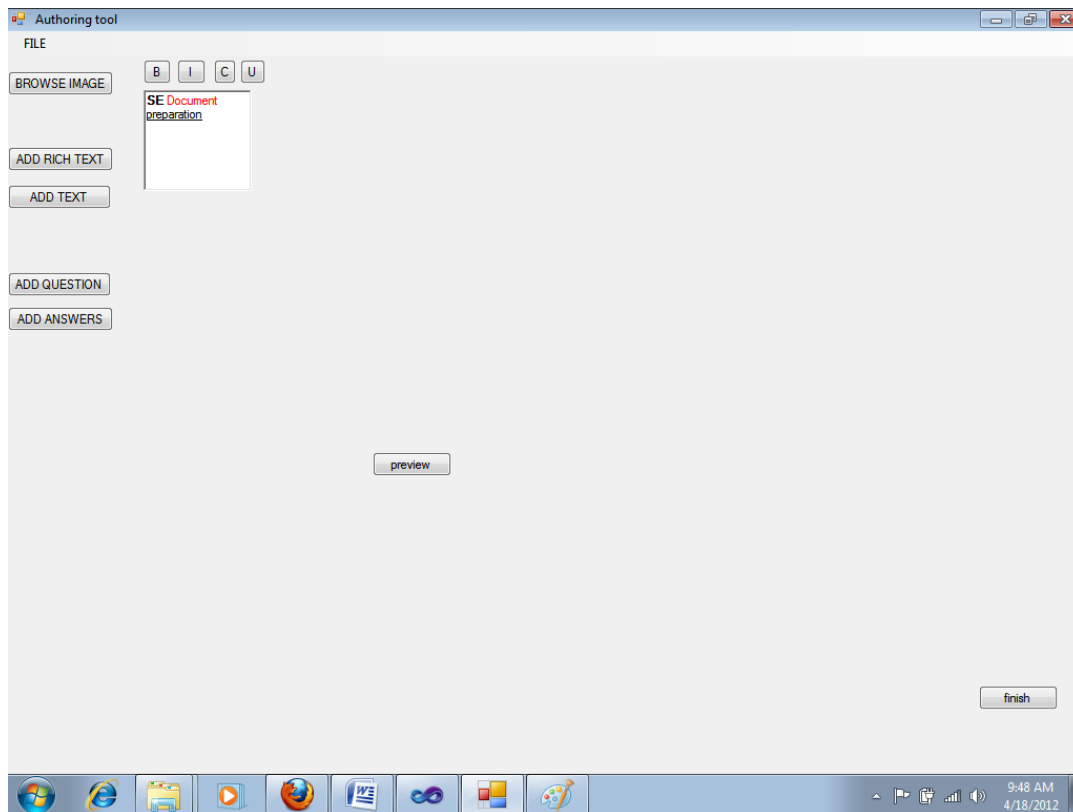 Authoring tool
FILE
B I C U
BROWSE IMAGE
SE Document
preparation
ADD RICH TEXT
ADD TEXT
ADD QUESTION
ADD ANSWERS
preview
finish
9:48 AM
4/18/2012